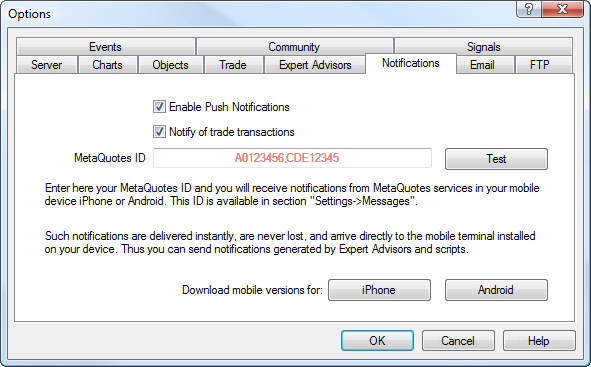 Options
Events Community Signals
Server Charts Objects Trade Expert Advisors Notifications Email FTP
Enable Push Notifications
Notify of trade transactions
MetaQuotes ID A0123456,CDE12345 Test
Enter here your MetaQuotes ID and you will receive notifications from MetaQuotes services in your mobile
device iPhone or Android. This ID is available in section "Settings->Messages".
Such notifications are delivered instantly, are never lost, and arrive directly to the mobile terminal installed
on your device. Thus you can send notifications generated by Expert Advisors and scripts.
Download mobile versions for: iPhone Android
OK Cancel Help